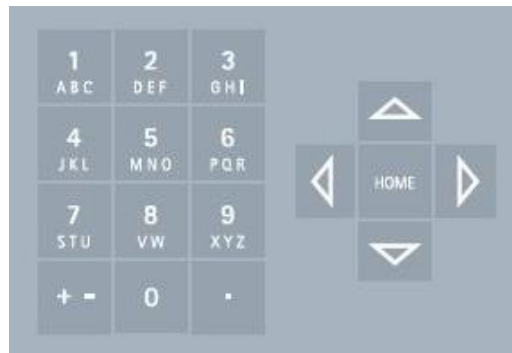 1 2 3
ABC DEF GHI
4 5 6
JKL MNO PQR
HOME
7 8 9
STU VW XYZ
+ - 0 .